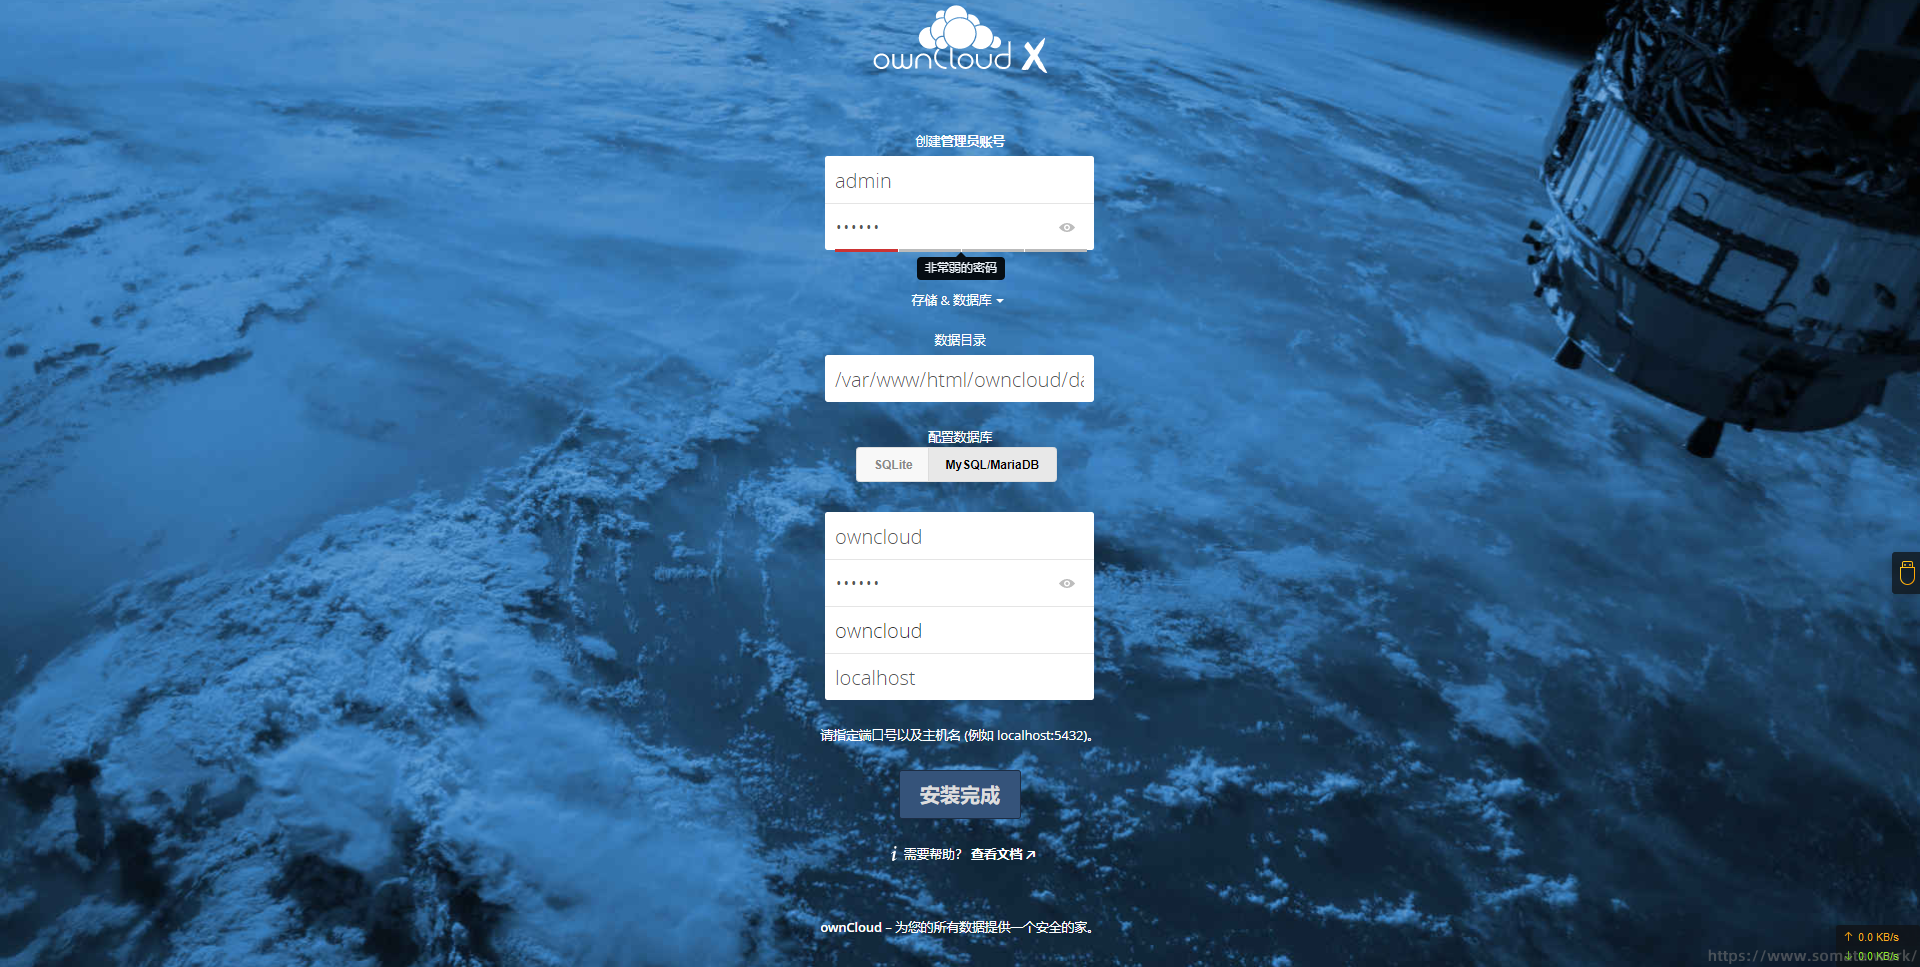 ownCloud X
创建管理员账号
admin
••••••
非常弱的密码
存储 & 数据库
数据目录
/var/www/html/owncloud/da
配置数据库
SQLite
MySQL/MariaDB
owncloud
••••••
owncloud
localhost
请指定端口号以及主机名 (例如 localhost:5432)。
安装完成
i 需要帮助? 查看文档
ownCloud – 为您的所有数据提供一个安全的家。
↑ 0.0 KB/s
↓ 0.0 KB/s